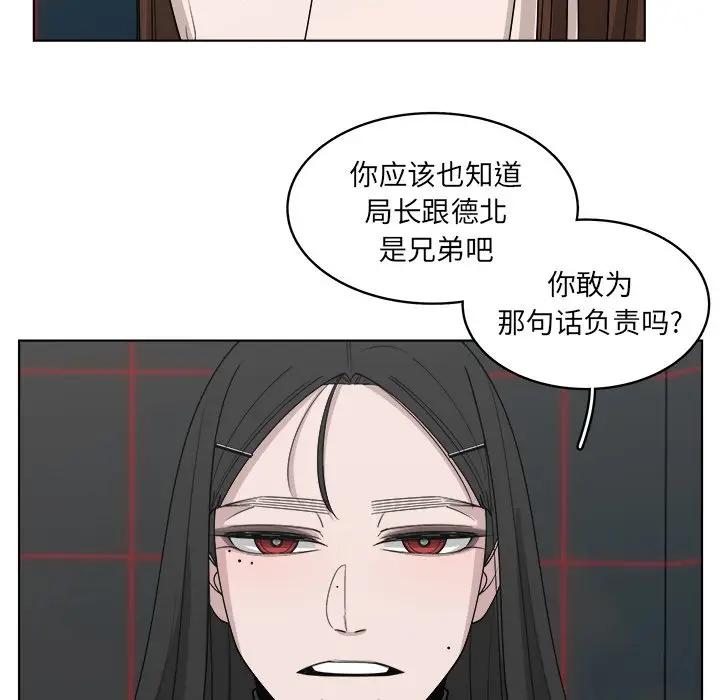 你应该也知道
局长跟德北
是兄弟吧
你敢为
那句话负责吗?